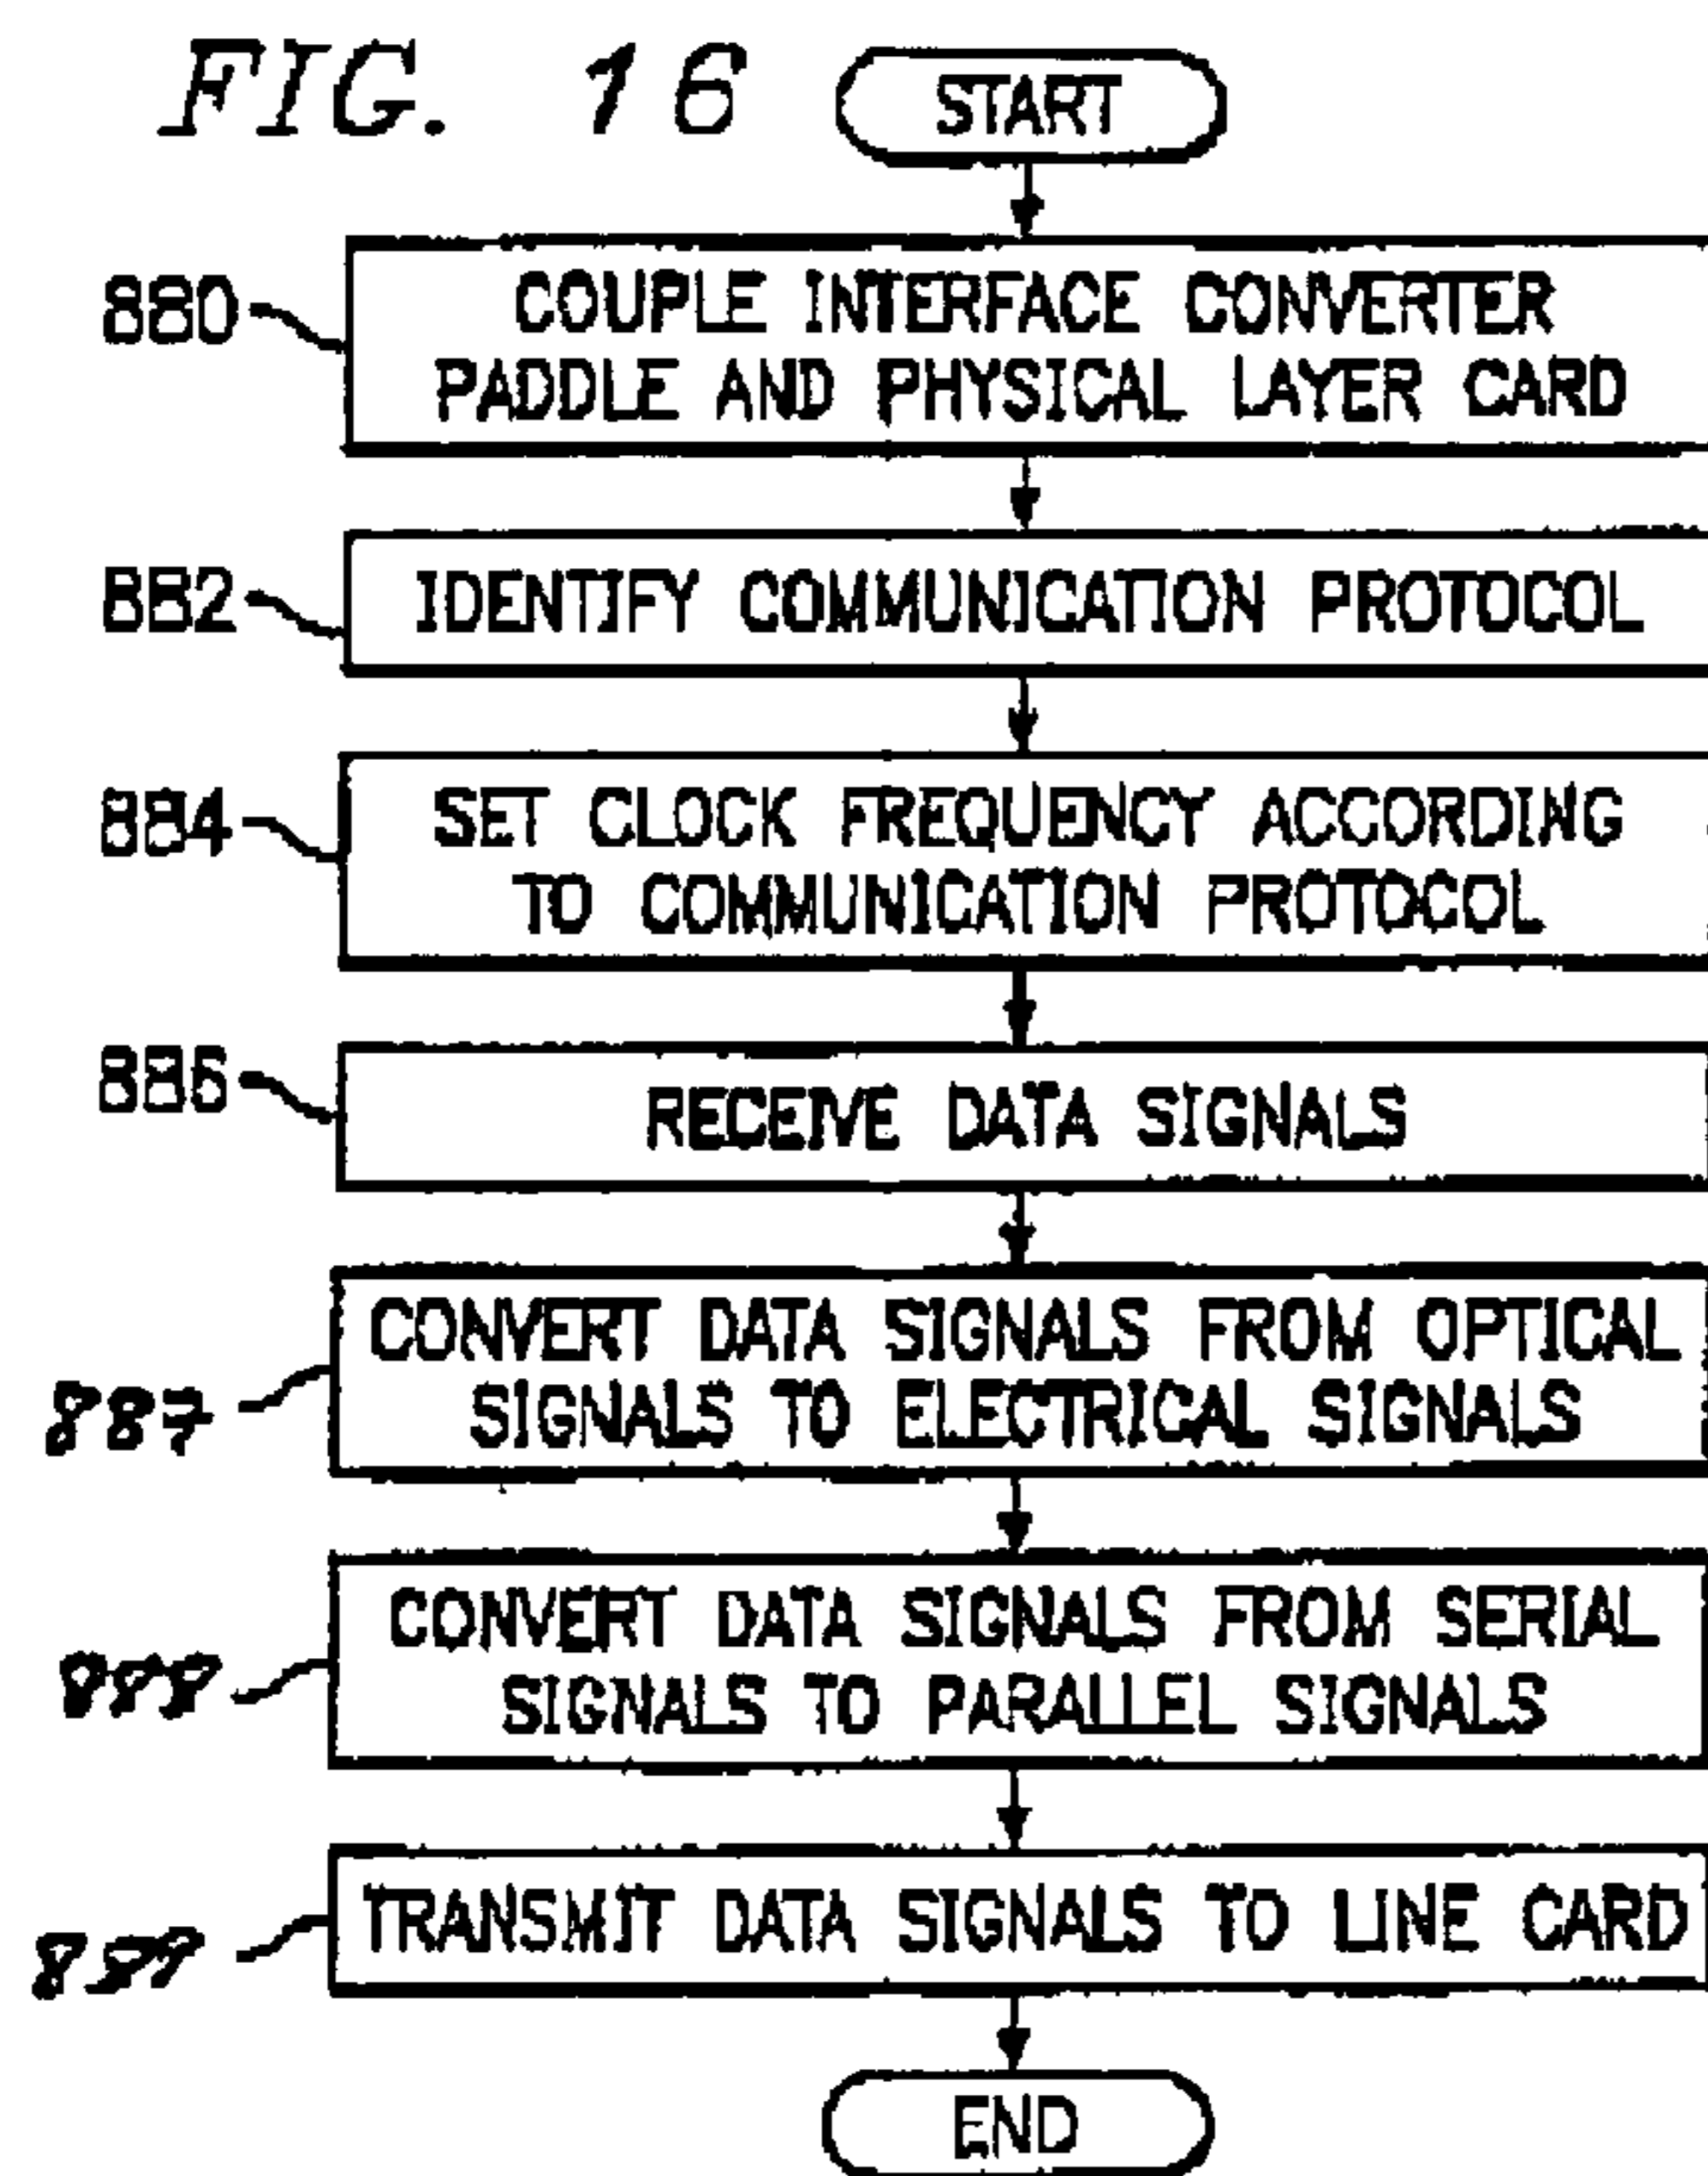 FIG. 16
START
880
COUPLE INTERFACE CONVERTER
PADDLE AND PHYSICAL LAYER CARD
882
IDENTIFY COMMUNICATION PROTOCOL
884
SET CLOCK FREQUENCY ACCORDING
TO COMMUNICATION PROTOCOL
886
RECEIVE DATA SIGNALS
887
CONVERT DATA SIGNALS FROM OPTICAL
SIGNALS TO ELECTRICAL SIGNALS
888
CONVERT DATA SIGNALS FROM SERIAL
SIGNALS TO PARALLEL SIGNALS
889
TRANSMIT DATA SIGNALS TO LINE CARD
END